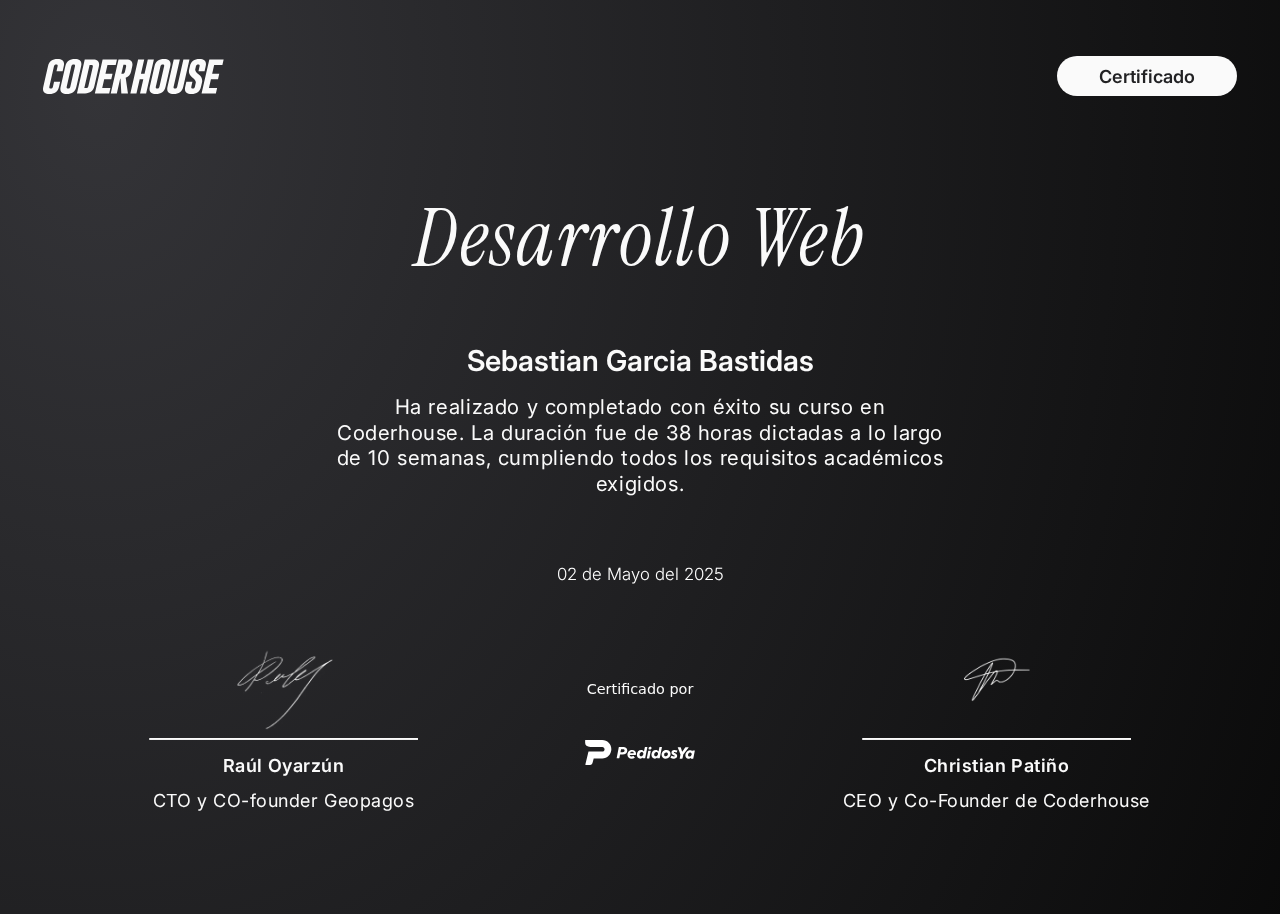 CODERHOUSE
Certificado
Desarrollo Web
Sebastian Garcia Bastidas
Ha realizado y completado con éxito su curso en
Coderhouse. La duración fue de 38 horas dictadas a lo largo
de 10 semanas, cumpliendo todos los requisitos académicos
exigidos.
02 de Mayo del 2025
Certificado por
PedidosYa
Raúl Oyarzún
CTO y CO-founder Geopagos
Christian Patiño
CEO y Co-Founder de Coderhouse